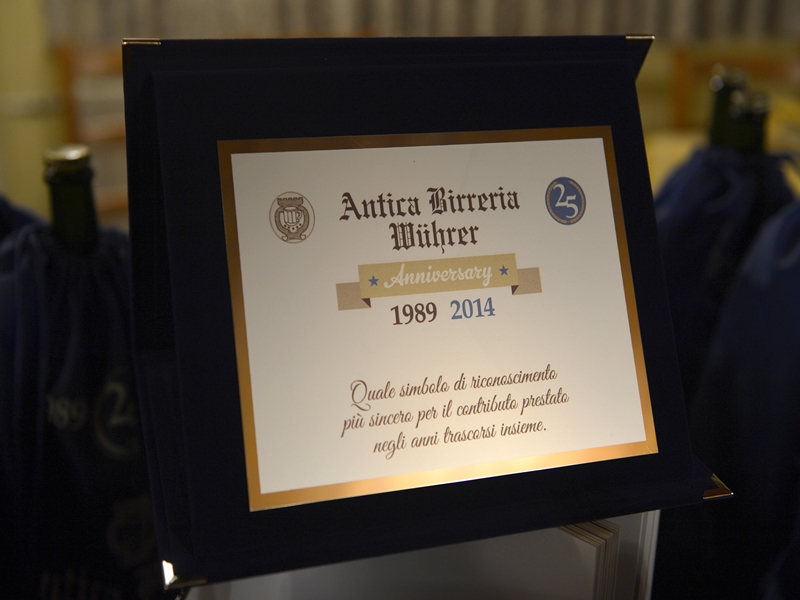 Antica Birreria
Wührer
25
Anniversary
1989 2014
Quale simbolo di riconoscimento
più sincero per il contributo prestato
negli anni trascorsi insieme.